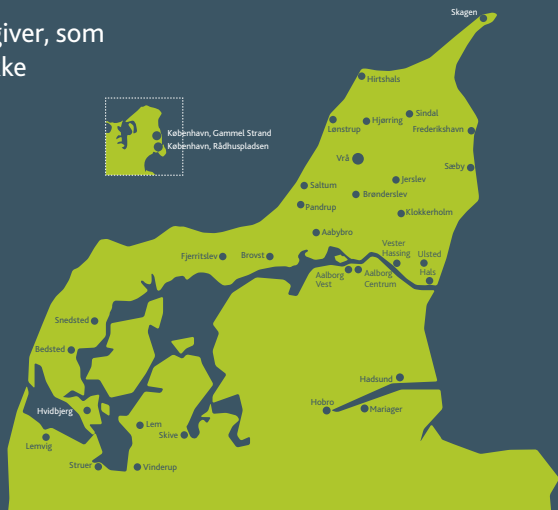 giver, som
ke
Skagen
Hirtshals
Sindal
Hjørring
Lønstrup
Frederikshavn
København, Gammel Strand
København, Rådhuspladsen
Vrå
Sæby
Jerslev
Saltum
Brønderslev
Pandrup
Klokkerholm
Aabybro
Vester
Hassing
Ulsted
Fjerritslev
Brovst
Hals
Aalborg
Vest
Aalborg
Centrum
Snedsted
Bedsted
Hadsund
Hobro
Mariager
Hvidbjerg
Lem
Skive
Lemvig
Struer
Vinderup